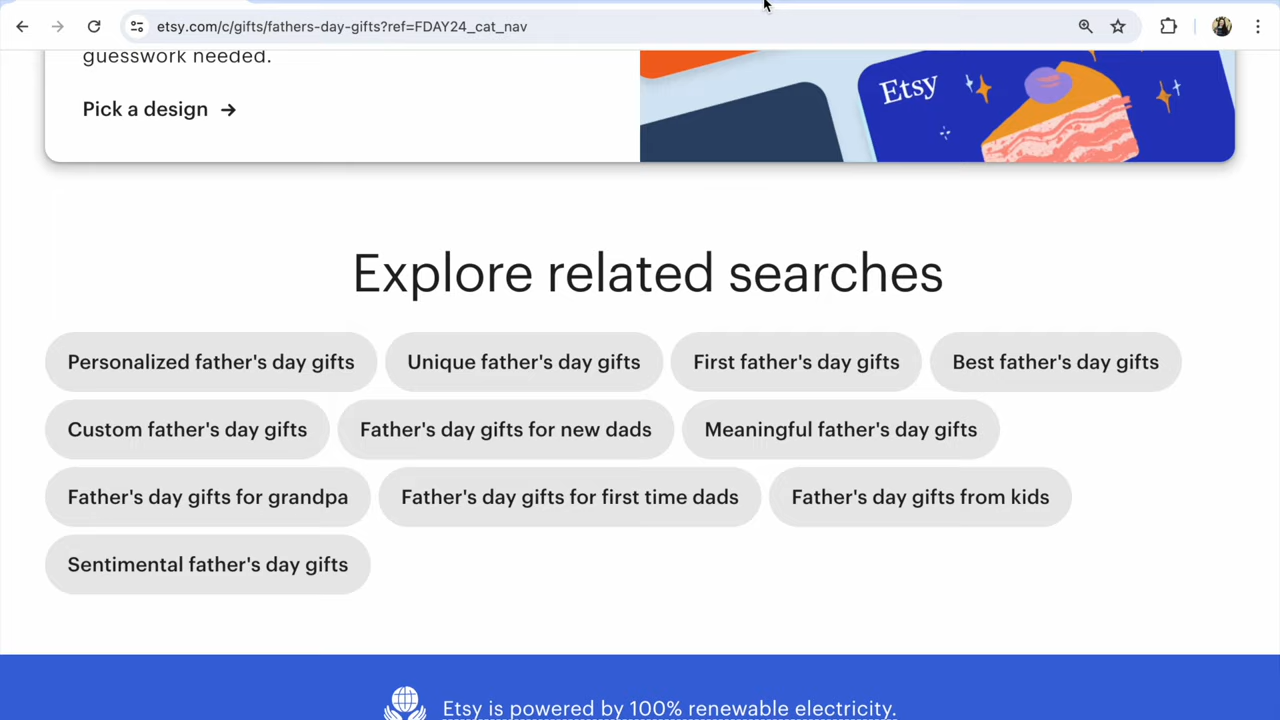 etsy.com/c/gifts/fathers-day-gifts?ref=FDAY24_cat_nav
guesswork needed.
Pick a design →
Etsy
Explore related searches
Personalized father's day gifts
Unique father's day gifts
First father's day gifts
Best father's day gifts
Custom father's day gifts
Father's day gifts for new dads
Meaningful father's day gifts
Father's day gifts for grandpa
Father's day gifts for first time dads
Father's day gifts from kids
Sentimental father's day gifts
Etsy is powered by 100% renewable electricity.